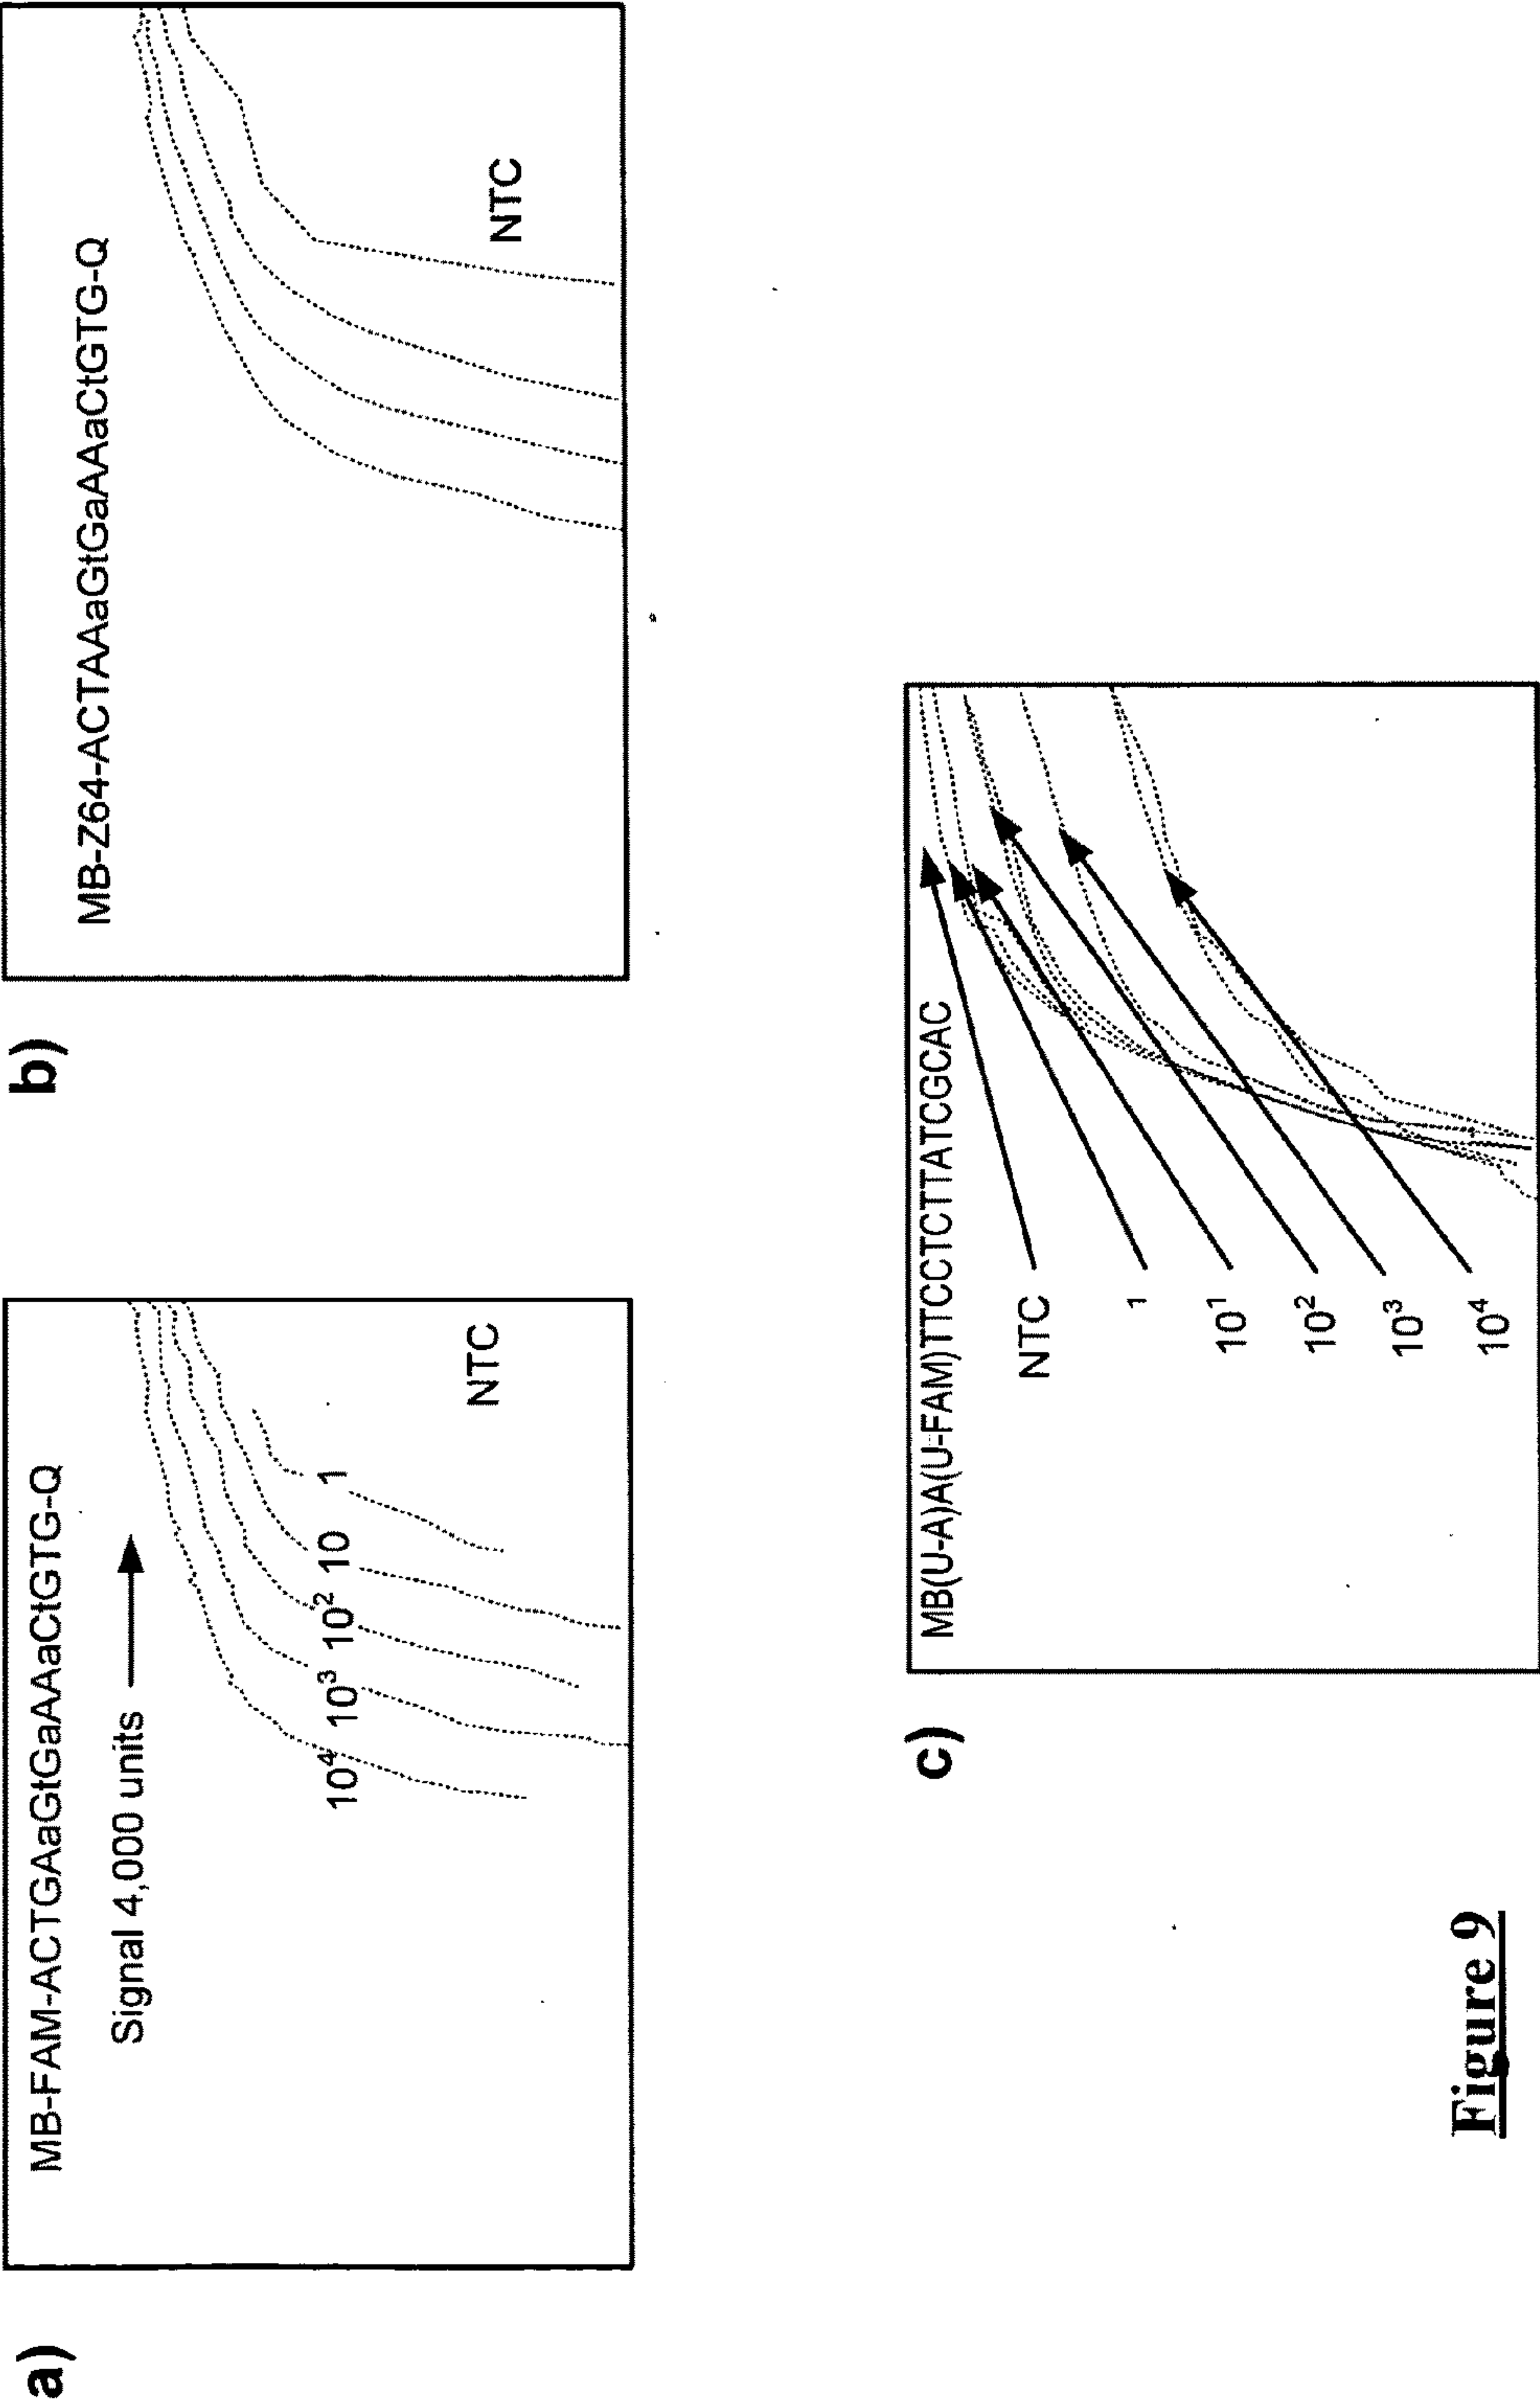 a)
MB-FAM-ACTGAaGtGaAAaCtGTG-Q
Signal 4,000 units
10⁴
10³
10²
10
1
NTC
b)
MB-Z64-ACTAAaGtGaAAaCtGTG-Q
NTC
c)
MB(U-A)A(U-FAM)TTCCTCTTATCGCAC
NTC
1
10¹
10²
10³
10⁴
Figure 9